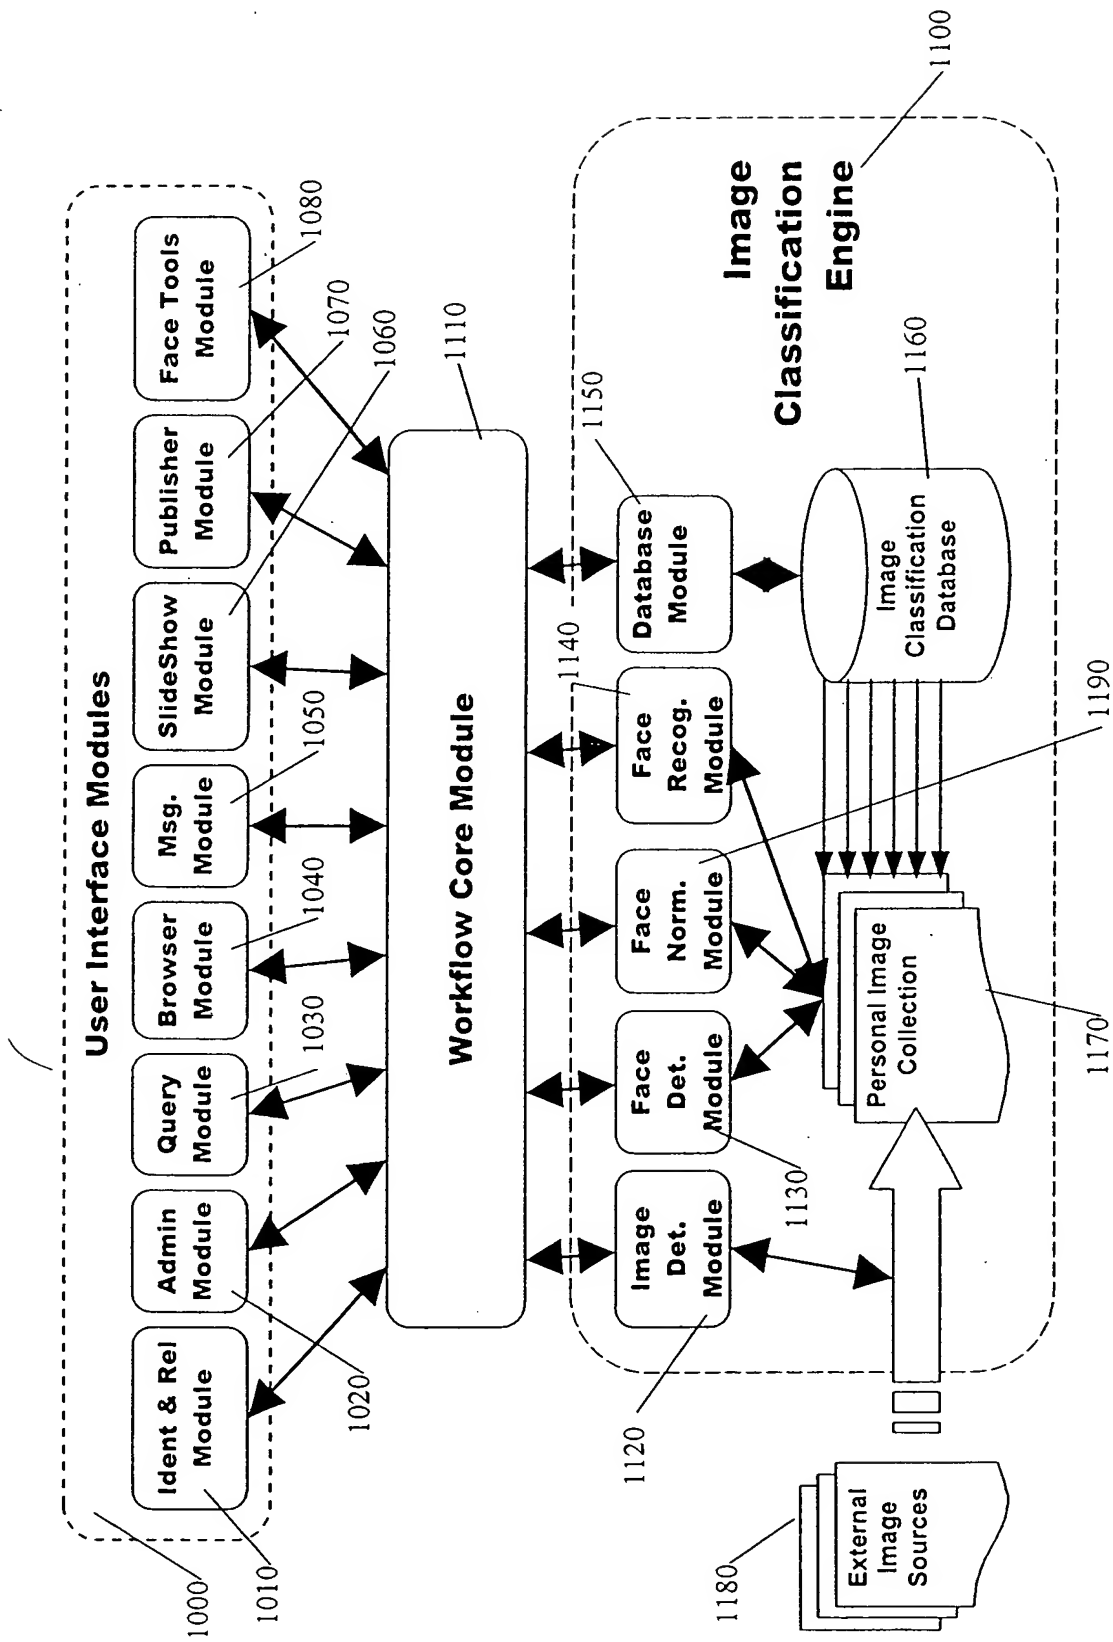 User Interface Modules
Ident & Rel
Module
Admin
Module
Query
Module
Browser
Module
Msg.
Module
SlideShow
Module
Publisher
Module
Face Tools
Module
1000
1010
1020
1030
1040
1050
1060
1070
1080
Workflow Core Module
1110
Image
Det.
Module
Face
Det.
Module
Face
Norm.
Module
Face
Recog.
Module
Database
Module
1120
1130
1140
1150
Image
Classification
Engine
1100
External
Image
Sources
1180
Personal Image
Collection
1170
1190
Image
Classification
Database
1160